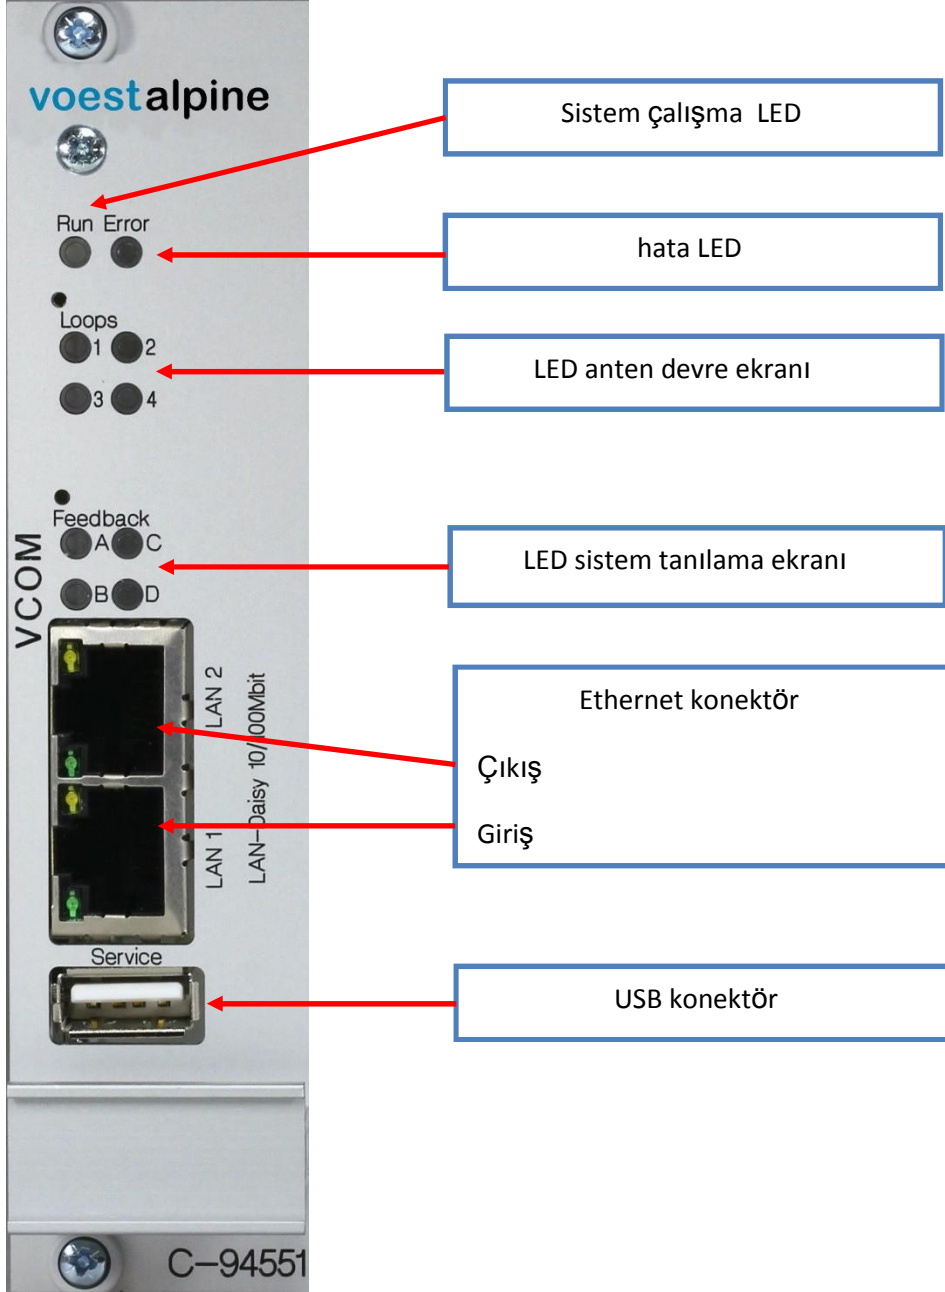 voestalpine
Sistem çalışma LED
Run Error
hata LED
Loops
1 2
3 4
LED anten devre ekranı
Feedback
A C
B D
LED sistem tanılama ekranı
VCOM
LAN 2
LAN 1
LAN-Daisy 10/100Mbit
Ethernet konektör
Çıkış
Giriş
Service
USB konektör
C-94551